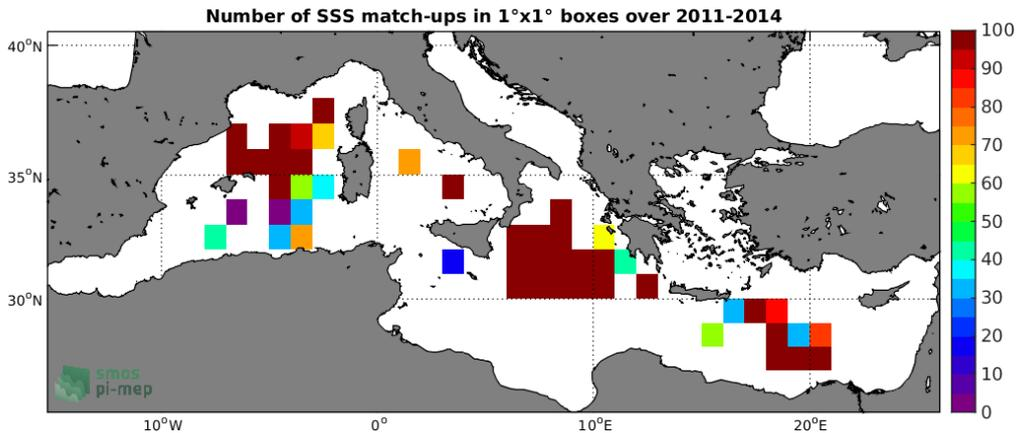 Number of SSS match-ups in 1°x1° boxes over 2011-2014
40°N
35°N
30°N
10°W
0°
10°E
20°E
100
90
80
70
60
50
40
30
20
10
0
smos
pi-mep